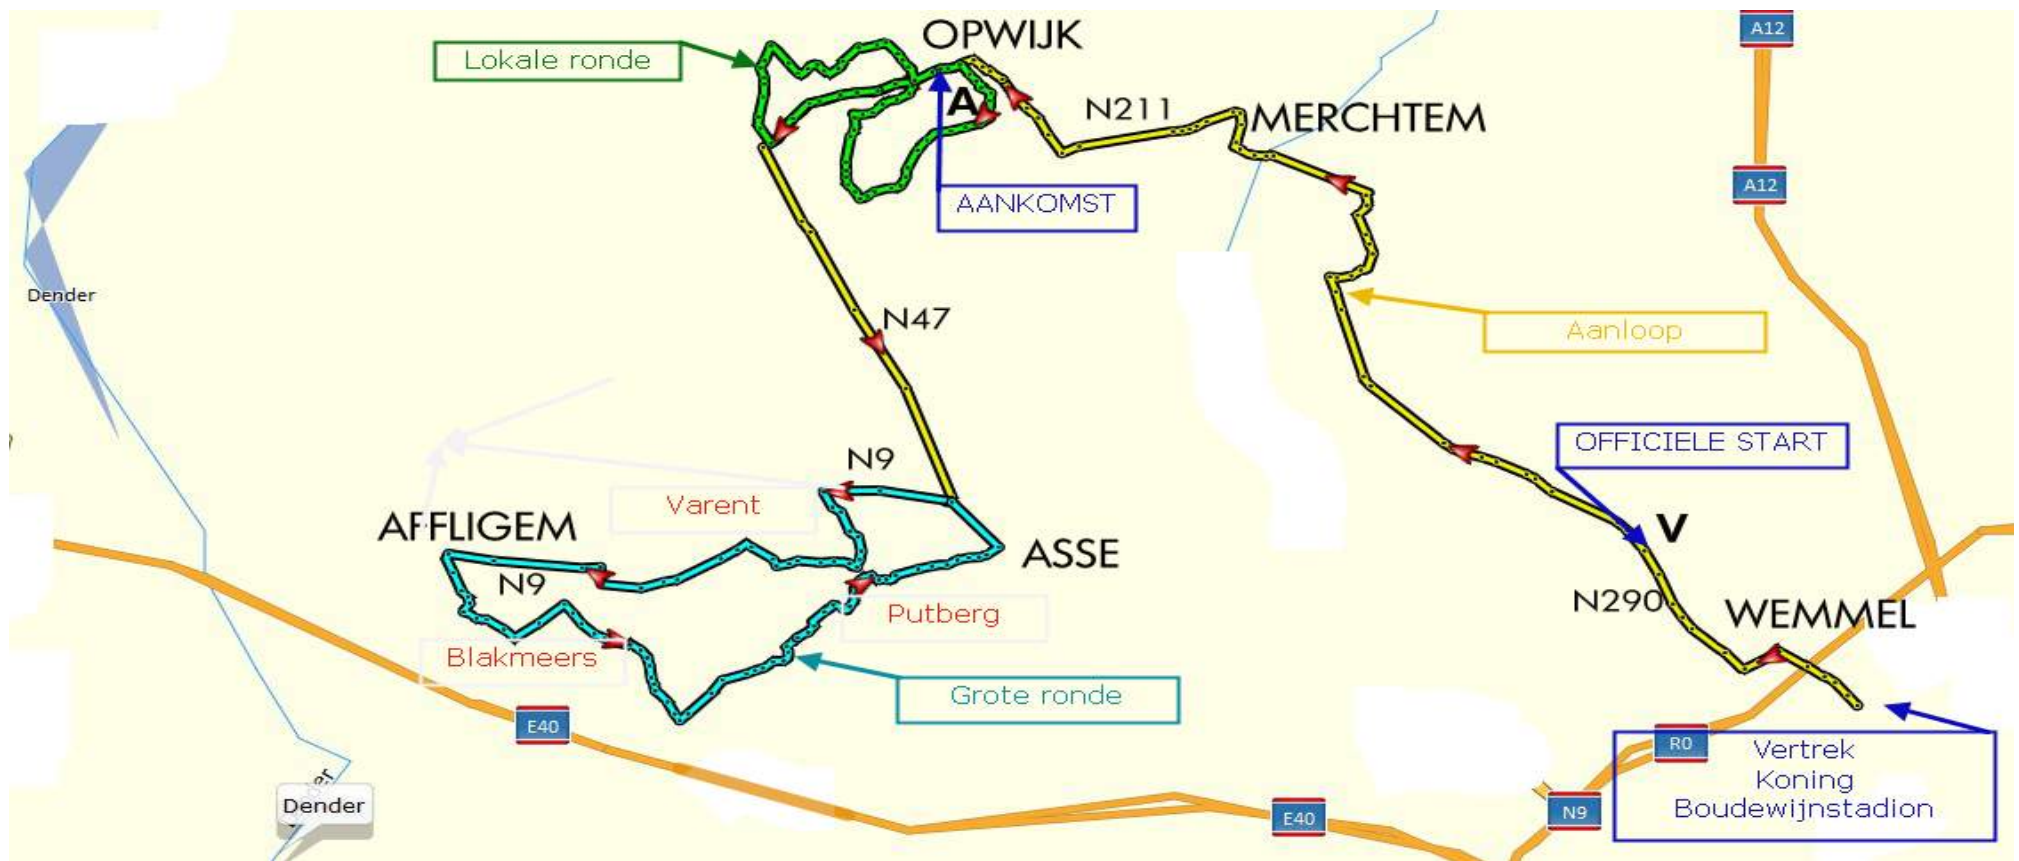 A12
OPWIJK
Lokale ronde
A
N211
MERCHTEM
A12
AANKOMST
Dender
N47
Aanloop
OFFICIELE START
N9
Varent
AFFLIGEM
V
ASSE
N9
N290
WEMMEL
Putberg
Blakmeers
Grote ronde
E40
R0
Vertrek
Koning
Boudewijnstadion
Dender
E40
N9